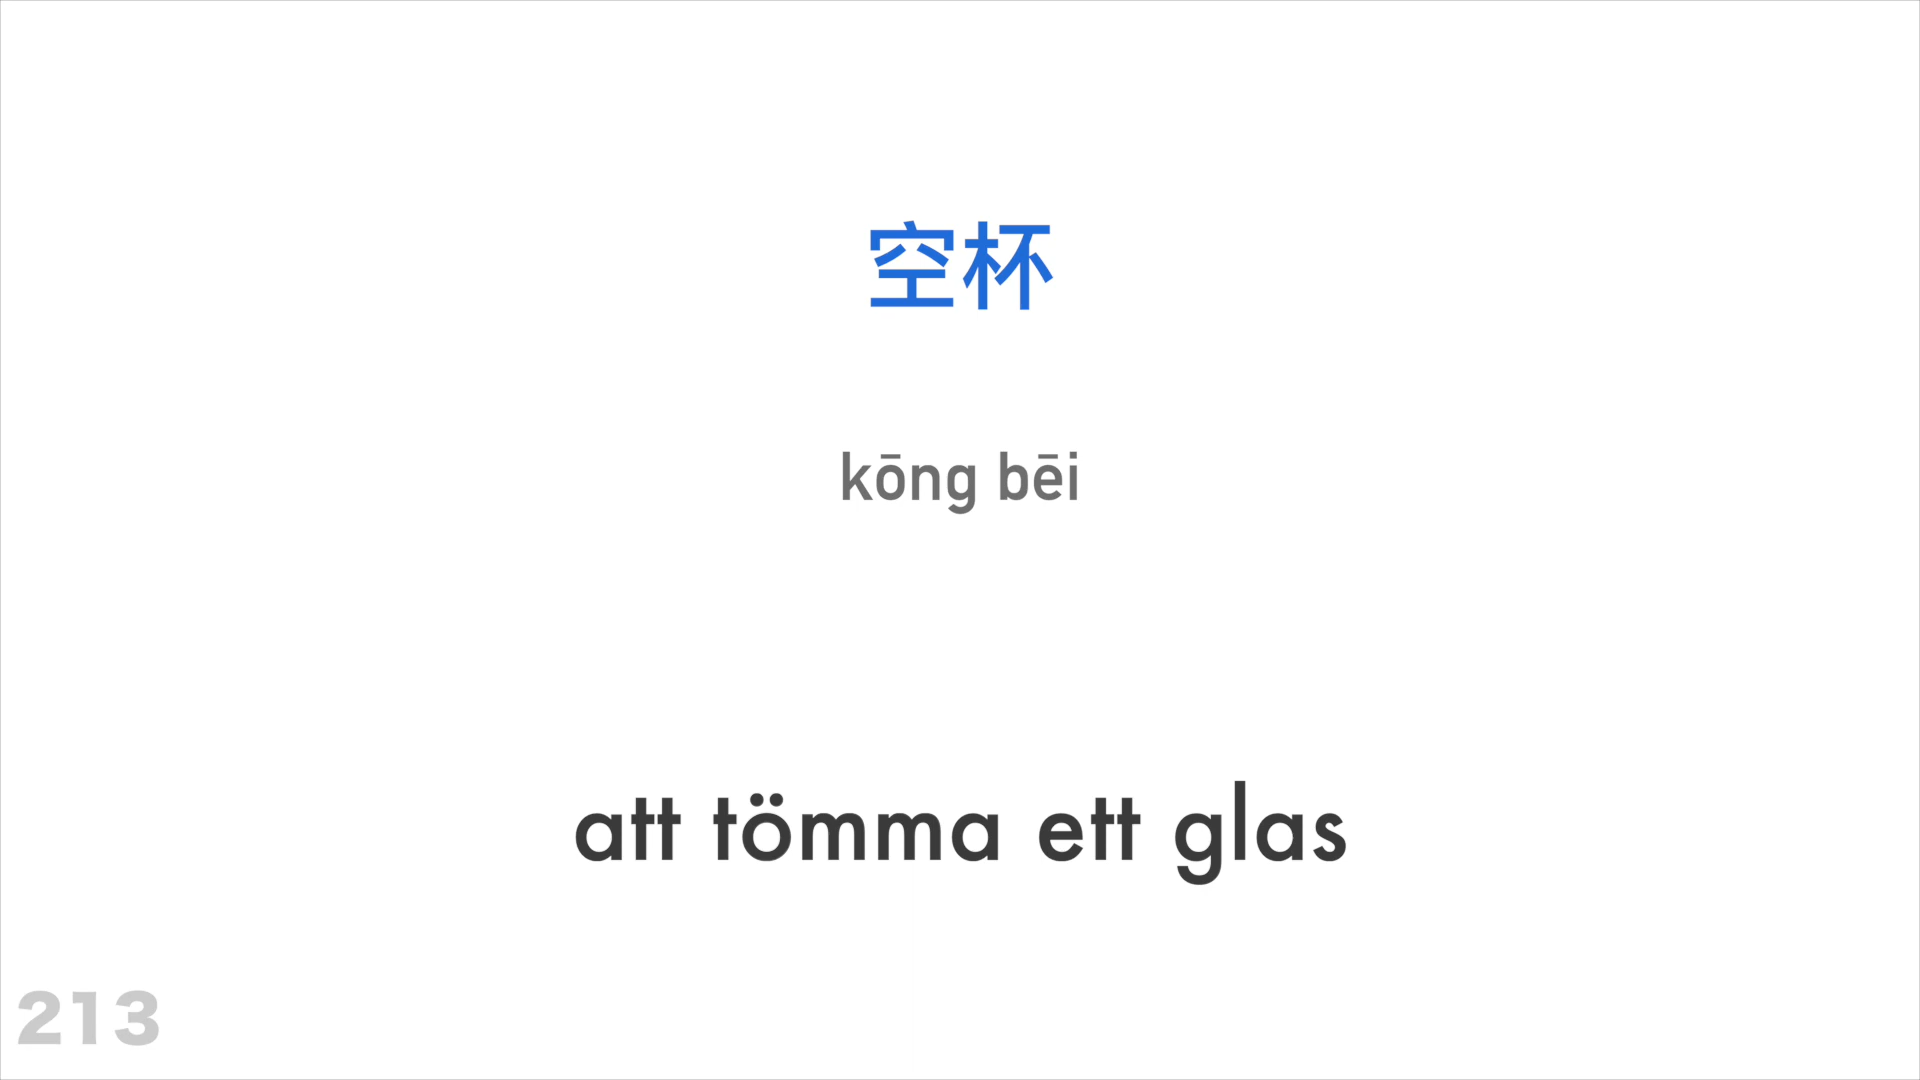 空杯
kōng bēi
att tömma ett glas
213